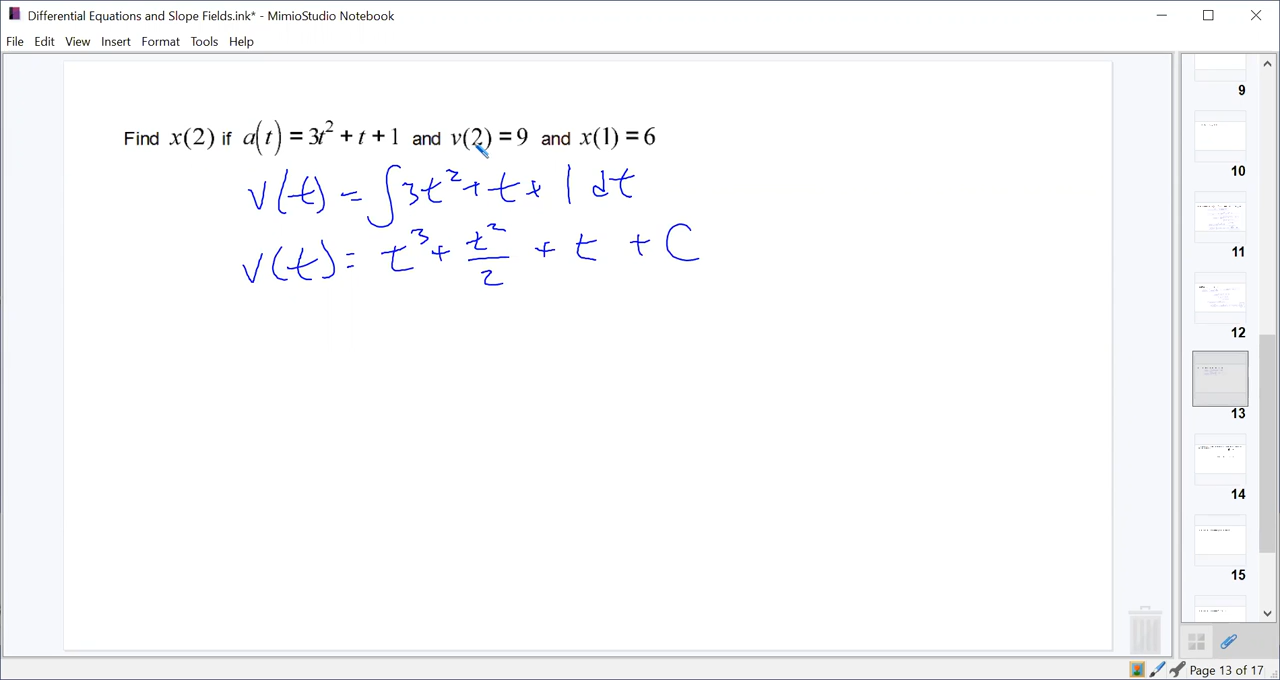 Differential Equations and Slope Fields.ink* - MimioStudio Notebook
File Edit View Insert Format Tools Help
Find x(2) if a(t) = 3t² + t + 1 and v(2) = 9 and x(1) = 6
v(t) = ∫ 3t² + t + 1 dt
v(t) = t³ + t²/2 + t + C
9
10
11
12
13
14
15
Page 13 of 17